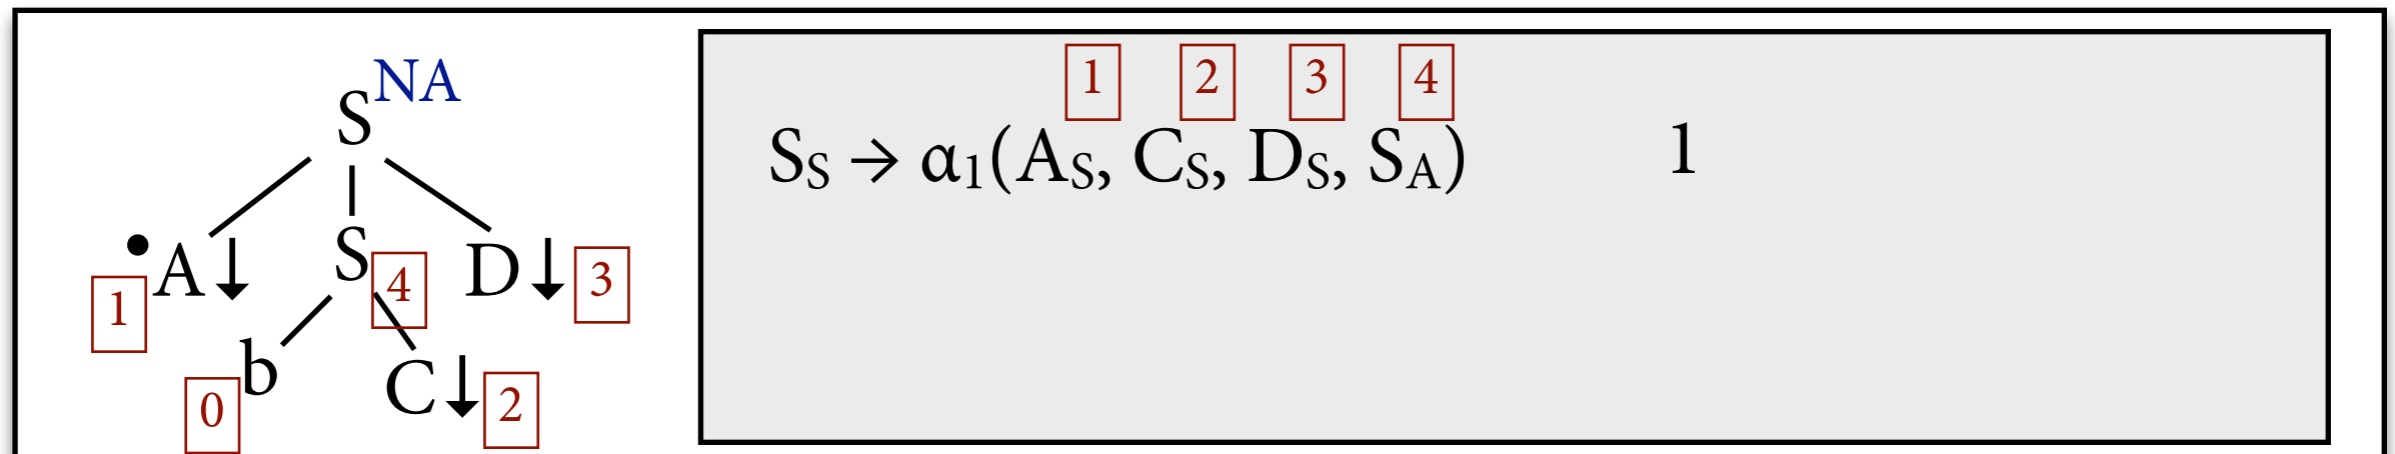 S^NA
•A↓ 1 S 4 D↓ 3
b 0 C↓ 2
1 2 3 4
S_S → α₁(A_S, C_S, D_S, S_A) 1